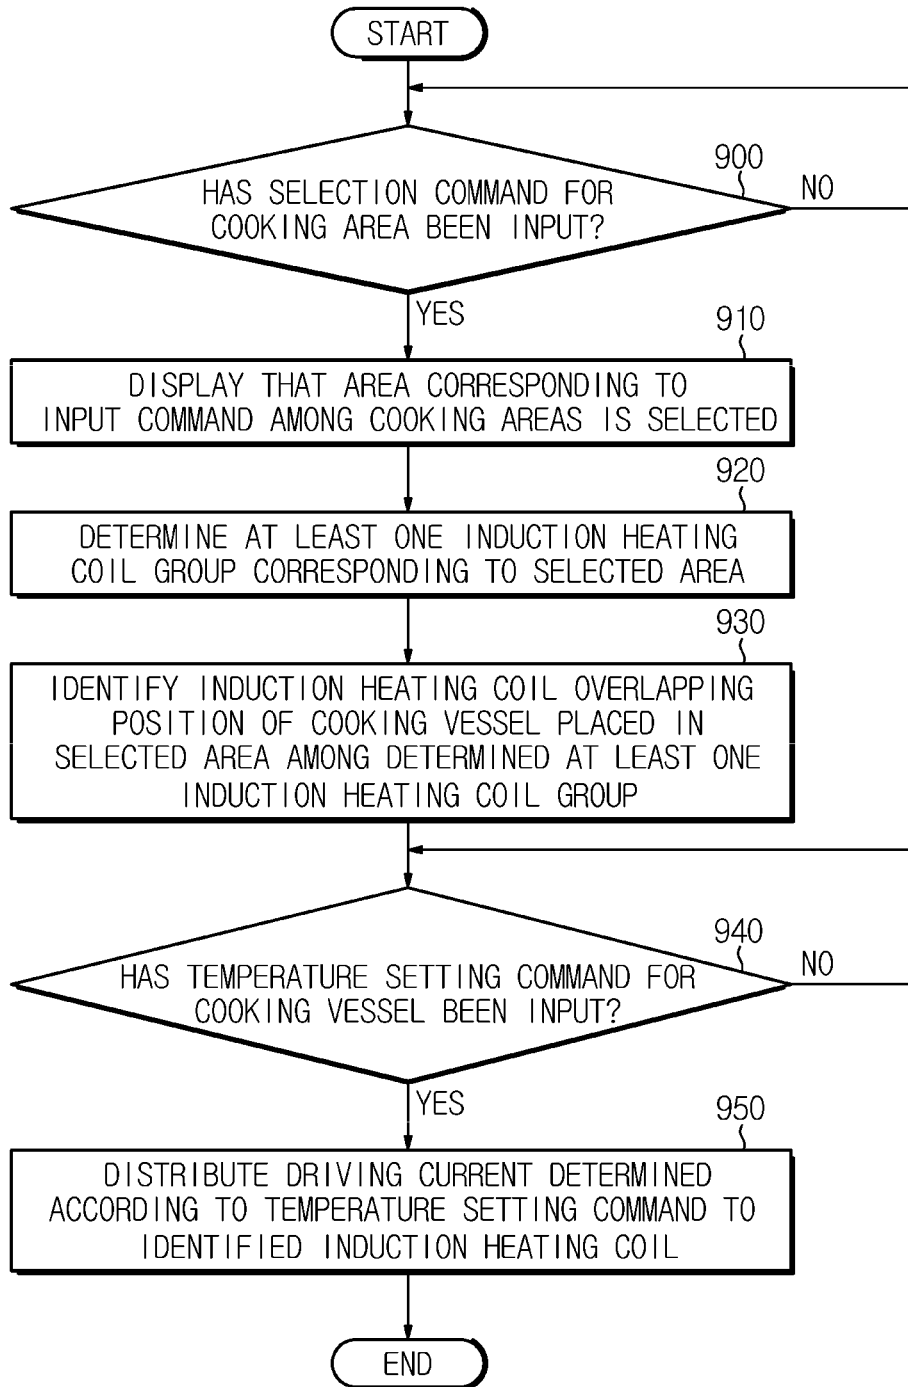 START
900
HAS SELECTION COMMAND FOR
COOKING AREA BEEN INPUT?
NO
YES
910
DISPLAY THAT AREA CORRESPONDING TO
INPUT COMMAND AMONG COOKING AREAS IS SELECTED
920
DETERMINE AT LEAST ONE INDUCTION HEATING
COIL GROUP CORRESPONDING TO SELECTED AREA
930
IDENTIFY INDUCTION HEATING COIL OVERLAPPING
POSITION OF COOKING VESSEL PLACED IN
SELECTED AREA AMONG DETERMINED AT LEAST ONE
INDUCTION HEATING COIL GROUP
940
HAS TEMPERATURE SETTING COMMAND FOR
COOKING VESSEL BEEN INPUT?
NO
YES
950
DISTRIBUTE DRIVING CURRENT DETERMINED
ACCORDING TO TEMPERATURE SETTING COMMAND TO
IDENTIFIED INDUCTION HEATING COIL
END